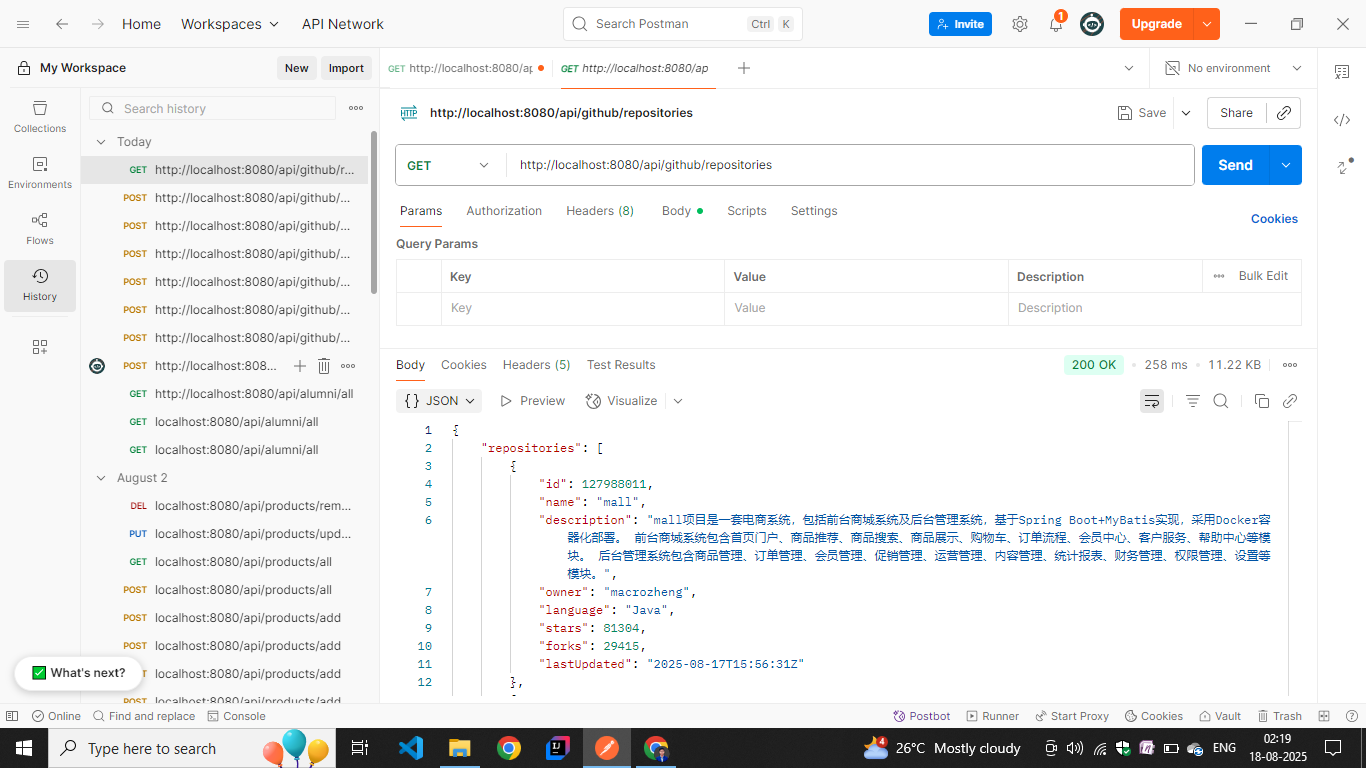 Home
Workspaces
API Network
Search Postman
Ctrl
K
Invite
1
Upgrade
My Workspace
New
Import
GET http://localhost:8080/ap
GET http://localhost:8080/ap
No environment
Collections
Environments
Flows
History
Search history
Today
GET http://localhost:8080/api/github/r...
POST http://localhost:8080/api/github/...
POST http://localhost:8080/api/github/...
POST http://localhost:8080/api/github/...
POST http://localhost:8080/api/github/...
POST http://localhost:8080/api/github/...
POST http://localhost:8080/api/github/...
POST http://localhost:808...
GET http://localhost:8080/api/alumni/all
GET localhost:8080/api/alumni/all
GET localhost:8080/api/alumni/all
August 2
DEL localhost:8080/api/products/rem...
PUT localhost:8080/api/products/upd...
GET localhost:8080/api/products/all
POST localhost:8080/api/products/all
POST localhost:8080/api/products/add
POST localhost:8080/api/products/add
localhost:8080/api/products/add
POST localhost:8080/api/products/add
What's next?
HTTP http://localhost:8080/api/github/repositories
Save
Share
GET
http://localhost:8080/api/github/repositories
Send
Params
Authorization
Headers (8)
Body
Scripts
Settings
Cookies
Query Params
Key
Value
Description
Bulk Edit
Key
Value
Description
Body
Cookies
Headers (5)
Test Results
200 OK
258 ms
11.22 KB
{ } JSON
Preview
Visualize
1 {
2 "repositories": [
3 {
4 "id": 127988011,
5 "name": "mall",
6 "description": "mall项目是一套电商系统，包括前台商城系统及后台管理系统，基于Spring Boot+MyBatis实现，采用Docker容
器化部署。 前台商城系统包含首页门户、商品推荐、商品搜索、商品展示、购物车、订单流程、会员中心、客户服务、帮助中心等模
块。 后台管理系统包含商品管理、订单管理、会员管理、促销管理、运营管理、内容管理、统计报表、财务管理、权限管理、设置等
模块。",
7 "owner": "macrozheng",
8 "language": "Java",
9 "stars": 81304,
10 "forks": 29415,
11 "lastUpdated": "2025-08-17T15:56:31Z"
12 },
Online
Find and replace
Console
Postbot
Runner
Start Proxy
Cookies
Vault
Trash
Type here to search
4
26°C Mostly cloudy
ENG
02:19
18-08-2025